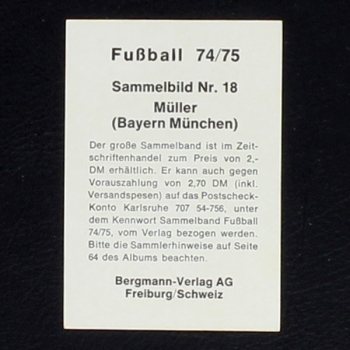 Fußball 74/75
Sammelbild Nr. 18
Müller
(Bayern München)
Der große Sammelband ist im Zeit-
schriftenhandel zum Preis von 2,-
DM erhältlich. Er kann auch gegen
Vorauszahlung von 2,70 DM (inkl.
Versandspesen) auf das Postscheck-
Konto Karlsruhe 707 54-756, unter
dem Kennwort Sammelband Fußball
74/75, vom Verlag bezogen werden.
Bitte die Sammlerhinweise auf Seite
64 des Albums beachten.
Bergmann-Verlag AG
Freiburg/Schweiz